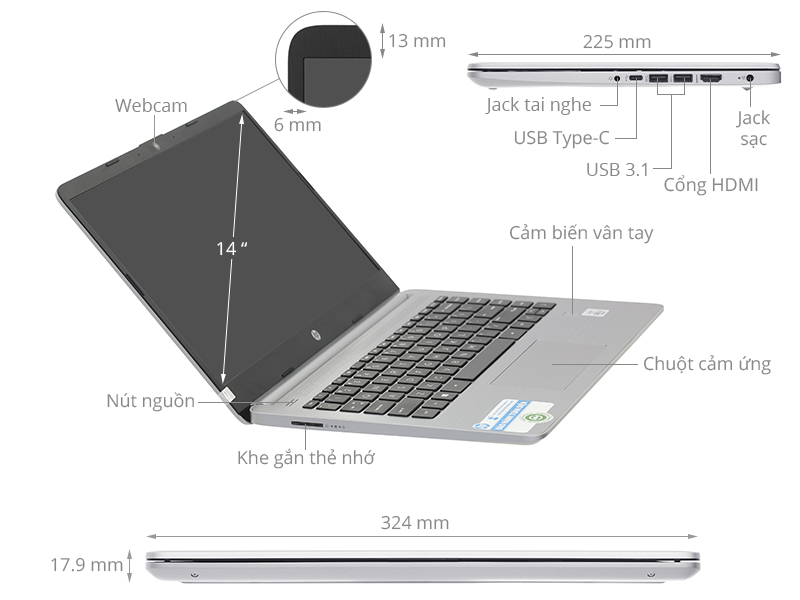 13 mm
6 mm
225 mm
Webcam
Jack tai nghe
USB Type-C
USB 3.1
Cổng HDMI
Jack
sạc
14 “
Cảm biến vân tay
Chuột cảm ứng
Nút nguồn
hp
Khe gắn thẻ nhớ
324 mm
17.9 mm